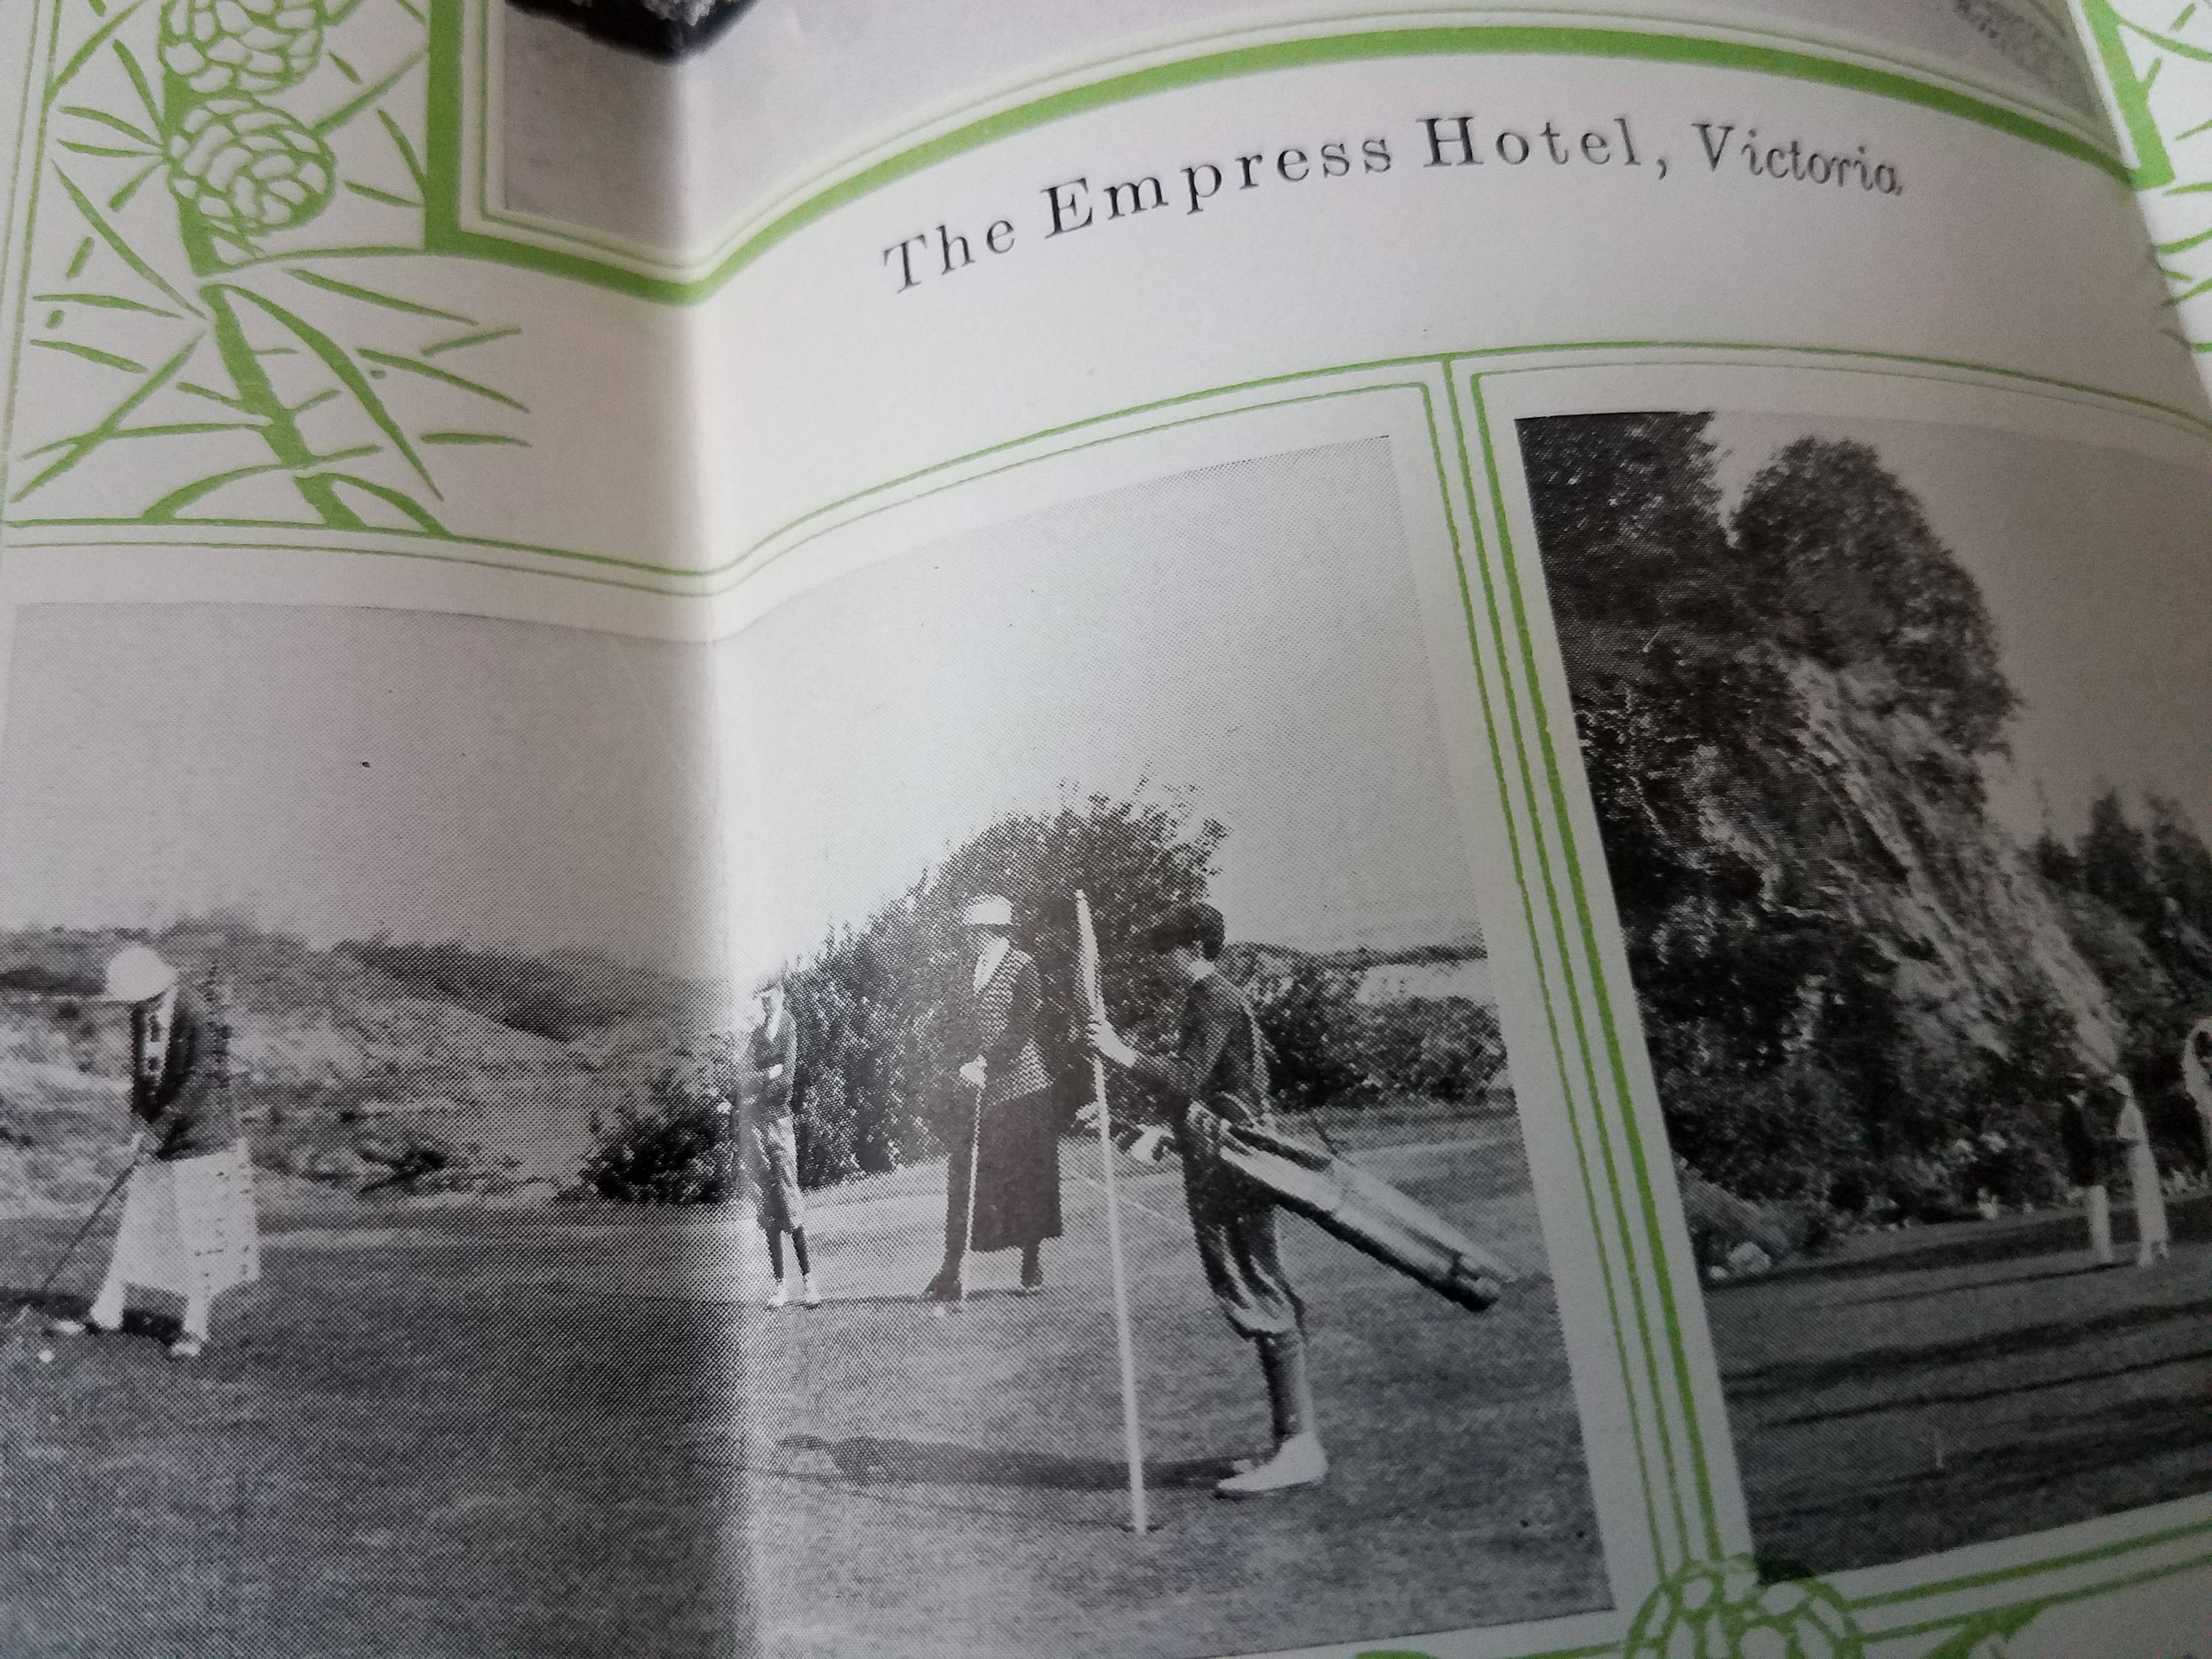 The Empress Hotel, Victoria.